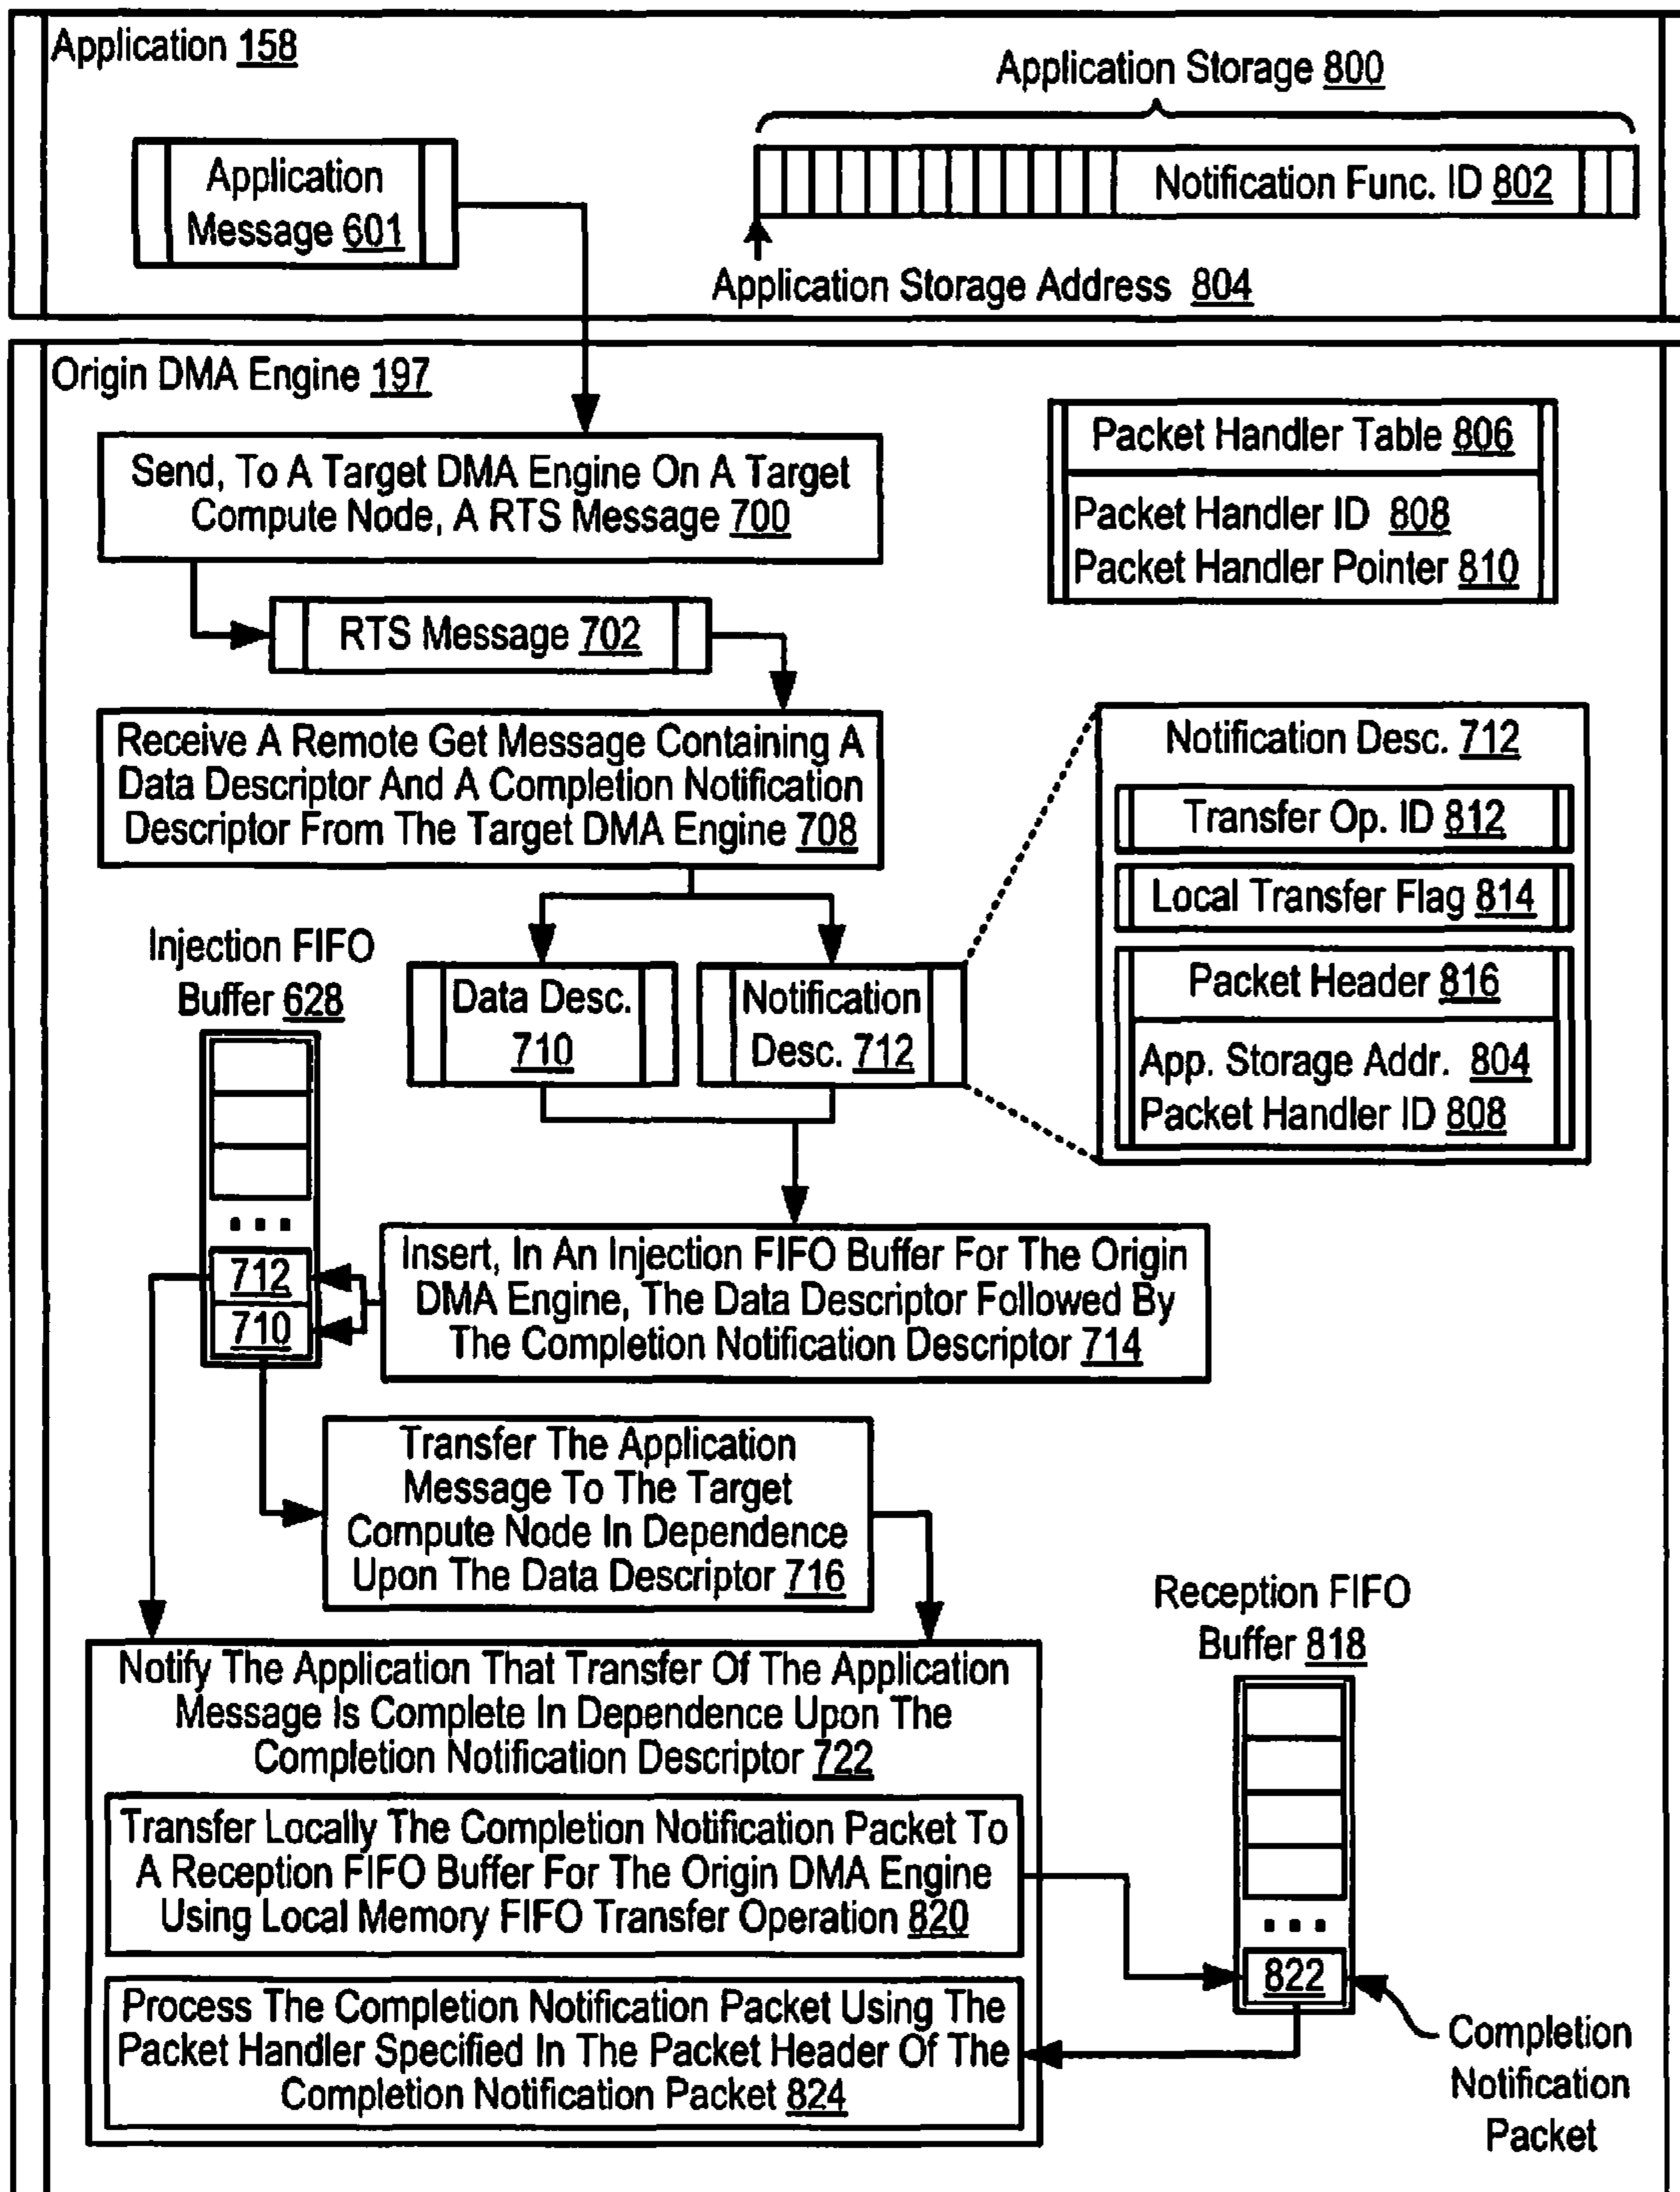 Application 158
Application Storage 800
Application
Message 601
Notification Func. ID 802
Application Storage Address 804
Origin DMA Engine 197
Send, To A Target DMA Engine On A Target
Compute Node, A RTS Message 700
Packet Handler Table 806
Packet Handler ID 808
Packet Handler Pointer 810
RTS Message 702
Receive A Remote Get Message Containing A
Data Descriptor And A Completion Notification
Descriptor From The Target DMA Engine 708
Notification Desc. 712
Transfer Op. ID 812
Local Transfer Flag 814
Packet Header 816
App. Storage Addr. 804
Packet Handler ID 808
Injection FIFO
Buffer 628
Data Desc.
710
Notification
Desc. 712
...
712
710
Insert, In An Injection FIFO Buffer For The Origin
DMA Engine, The Data Descriptor Followed By
The Completion Notification Descriptor 714
Transfer The Application
Message To The Target
Compute Node In Dependence
Upon The Data Descriptor 716
Reception FIFO
Buffer 818
Notify The Application That Transfer Of The Application
Message Is Complete In Dependence Upon The
Completion Notification Descriptor 722
Transfer Locally The Completion Notification Packet To
A Reception FIFO Buffer For The Origin DMA Engine
Using Local Memory FIFO Transfer Operation 820
...
822
Process The Completion Notification Packet Using The
Packet Handler Specified In The Packet Header Of The
Completion Notification Packet 824
Completion
Notification
Packet